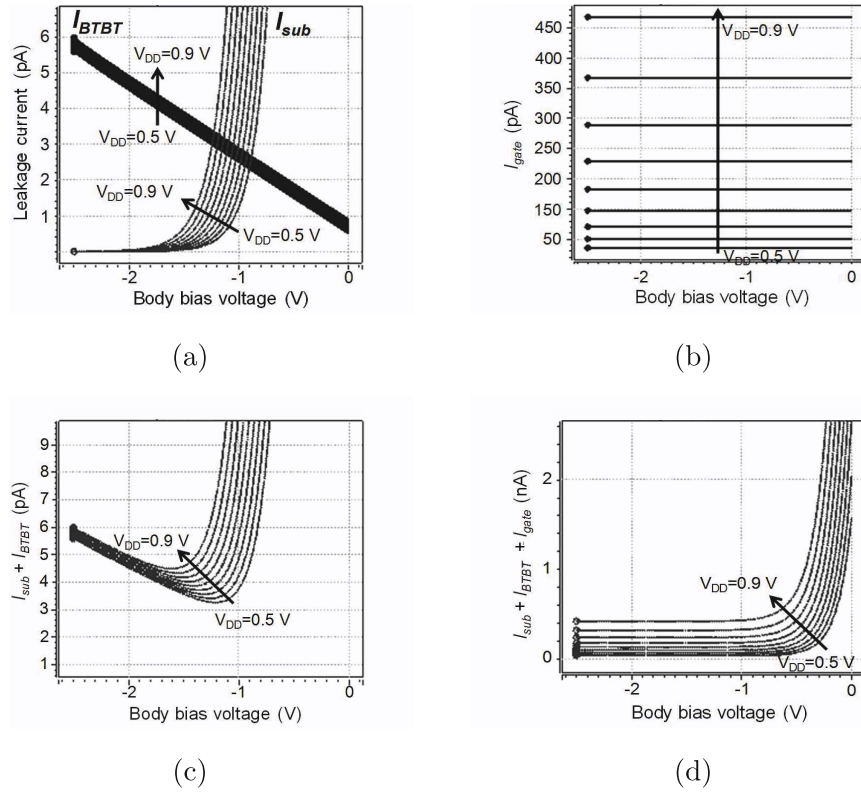 I_BTBT
I_sub
V_DD=0.9 V
V_DD=0.5 V
V_DD=0.9 V
V_DD=0.5 V
Leakage current (pA)
6
5
4
3
2
1
-2
-1
0
Body bias voltage (V)
(a)
V_DD=0.9 V
I_gate (pA)
450
400
350
300
250
200
150
100
50
V_DD=0.5 V
-2
-1
0
Body bias voltage (V)
(b)
I_sub + I_BTBT (pA)
9
8
7
6
5
4
3
2
1
V_DD=0.9 V
V_DD=0.5 V
-2
-1
0
Body bias voltage (V)
(c)
I_sub + I_BTBT + I_gate (nA)
2
1
0
V_DD=0.9 V
V_DD=0.5 V
-2
-1
0
Body bias voltage (V)
(d)